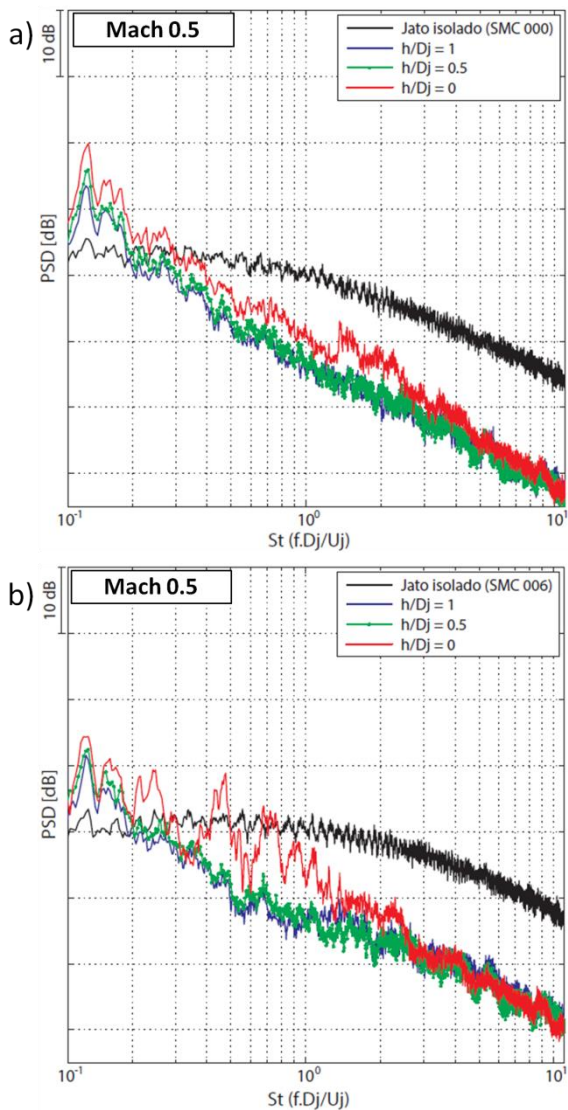 a)
Mach 0.5
10 dB
Jato isolado (SMC 000)
h/Dj = 1
h/Dj = 0.5
h/Dj = 0
PSD [dB]
10-1
10⁰
10¹
St (f.Dj/Uj)
b)
Mach 0.5
10 dB
Jato isolado (SMC 006)
h/Dj = 1
h/Dj = 0.5
h/Dj = 0
PSD [dB]
10-1
10⁰
10¹
St (f.Dj/Uj)